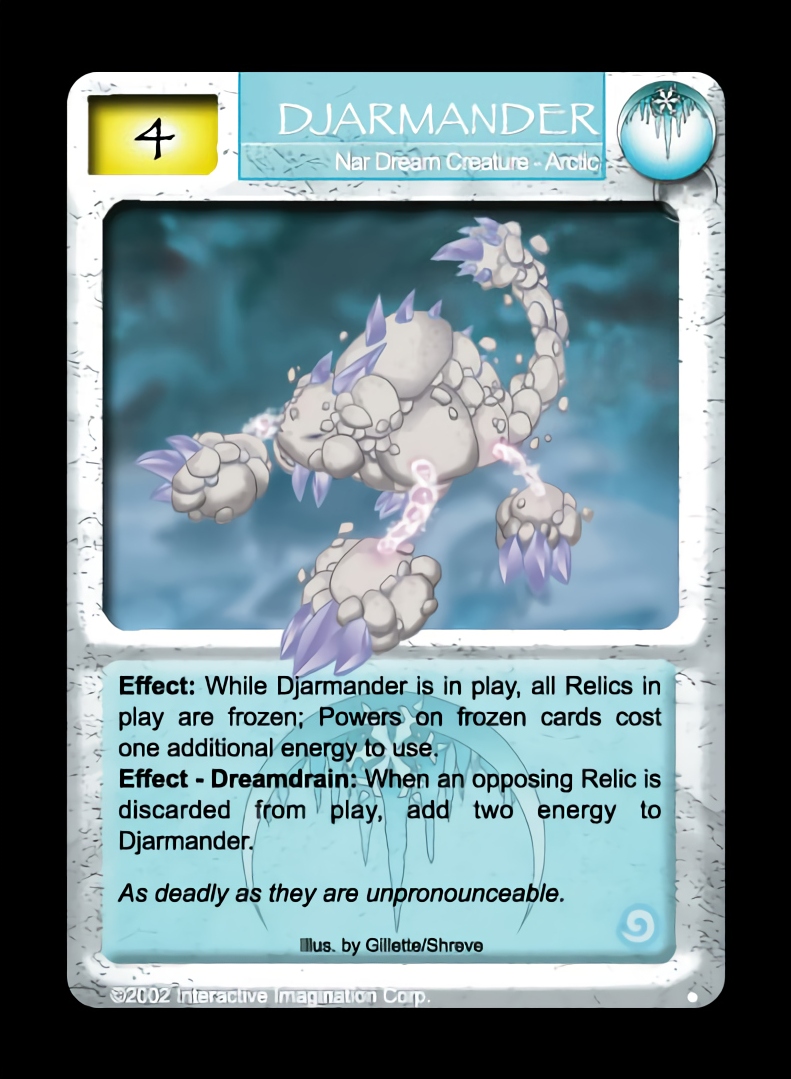 4
DJARMANDER
Nar Dream Creature - Arctic
Effect: While Djarmander is in play, all Relics in
play are frozen; Powers on frozen cards cost
one additional energy to use.
Effect - Dreamdrain: When an opposing Relic is
discarded from play, add two energy to
Djarmander.
As deadly as they are unpronounceable.
Illus. by Gillette/Shreve
©2002 Interactive Imagination Corp.